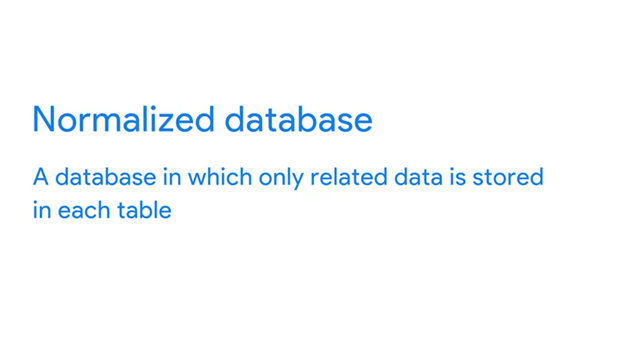 Normalized database
A database in which only related data is stored
in each table